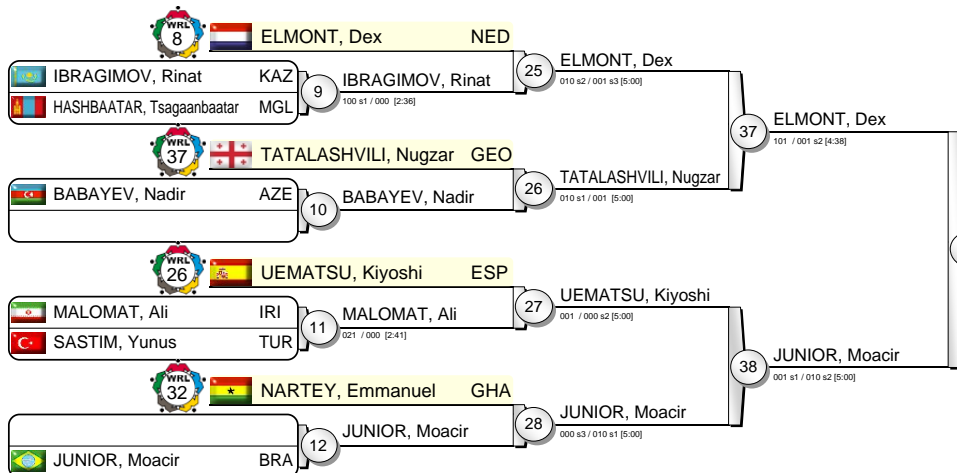 WRL 8 ELMONT, Dex NED
IBRAGIMOV, Rinat KAZ
HASHBAATAR, Tsagaanbaatar MGL
9 IBRAGIMOV, Rinat
100 s1 / 000 [2:36]
25 ELMONT, Dex
010 s2 / 001 s3 [5:00]
WRL 37 TATALASHVILI, Nugzar GEO
BABAYEV, Nadir AZE
10 BABAYEV, Nadir
26 TATALASHVILI, Nugzar
010 s1 / 001 [5:00]
37 ELMONT, Dex
101 / 001 s2 [4:38]
WRL 26 UEMATSU, Kiyoshi ESP
MALOMAT, Ali IRI
SASTIM, Yunus TUR
11 MALOMAT, Ali
021 / 000 [2:41]
27 UEMATSU, Kiyoshi
001 / 000 s2 [5:00]
WRL 32 NARTEY, Emmanuel GHA
JUNIOR, Moacir BRA
12 JUNIOR, Moacir
28 JUNIOR, Moacir
000 s3 / 010 s1 [5:00]
38 JUNIOR, Moacir
001 s1 / 010 s2 [5:00]